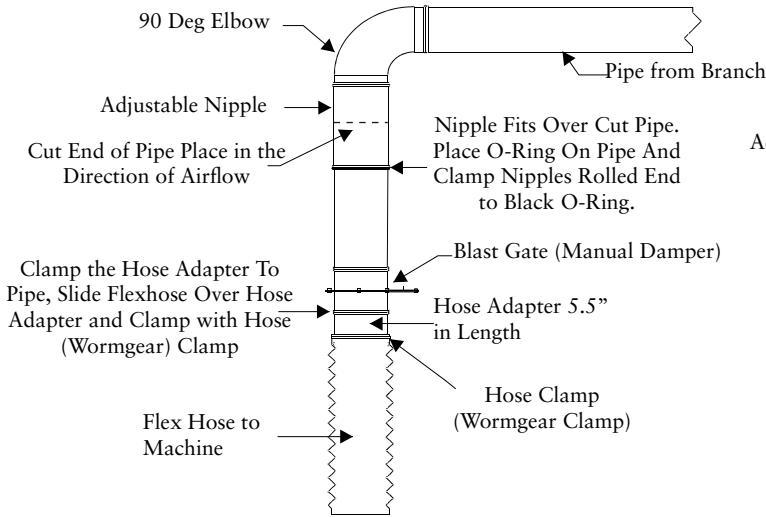 90 Deg Elbow
Pipe from Branch
Adjustable Nipple
Cut End of Pipe Place in the
Direction of Airflow
Nipple Fits Over Cut Pipe.
Place O-Ring On Pipe And
Clamp Nipples Rolled End
to Black O-Ring.
A
Blast Gate (Manual Damper)
Clamp the Hose Adapter To
Pipe, Slide Flexhose Over Hose
Adapter and Clamp with Hose
(Wormgear) Clamp
Hose Adapter 5.5”
in Length
Hose Clamp
(Wormgear Clamp)
Flex Hose to
Machine